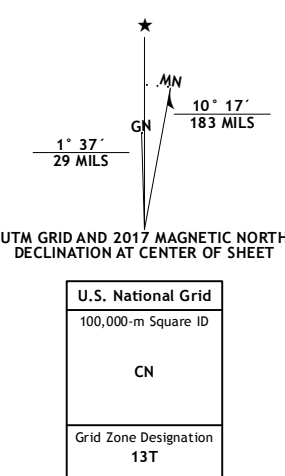 ★
MN
10° 17´
183 MILS
GN
1° 37´
29 MILS
UTM GRID AND 2017 MAGNETIC NORTH
DECLINATION AT CENTER OF SHEET
U.S. National Grid
100,000-m Square ID
CN
Grid Zone Designation
13T